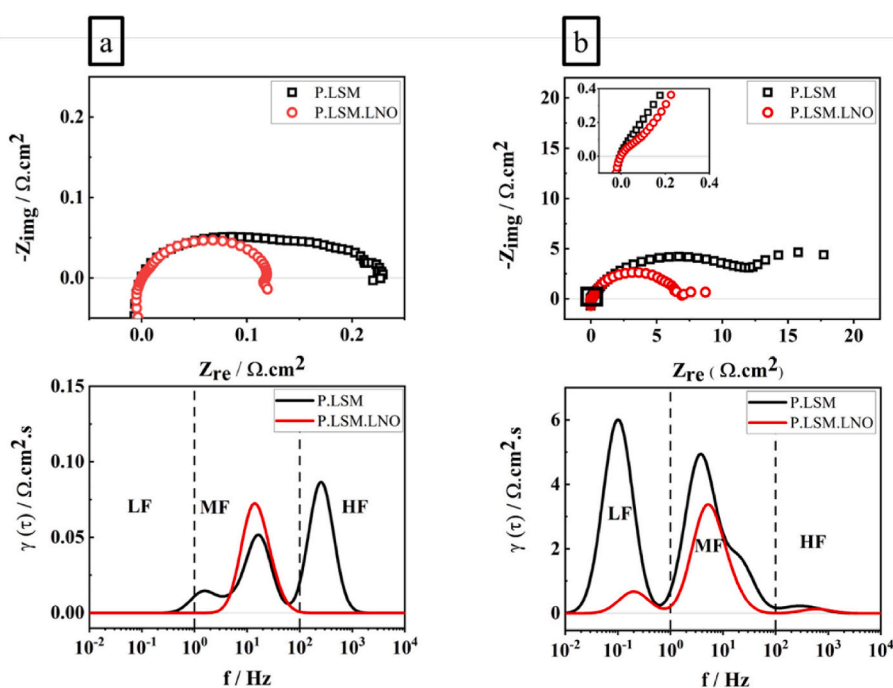 a
b
P.LSM
P.LSM.LNO
0.2
0.1
0.0
-Zimg / Ω.cm2
0.0
0.1
0.2
Zre / Ω.cm2
P.LSM
P.LSM.LNO
20
15
10
5
0
-Zimg / Ω.cm2
0.4
0.2
0.0
0.0
0.2
0.4
0
5
10
15
20
Zre ( Ω.cm2)
P.LSM
P.LSM.LNO
0.15
0.10
0.05
0.00
γ (τ) / Ω.cm2.s
LF
MF
HF
10-2
10-1
100
101
102
103
104
f / Hz
P.LSM
P.LSM.LNO
6
4
2
0
γ (τ) / Ω.cm2.s
LF
MF
HF
10-2
10-1
100
101
102
103
104
f / Hz